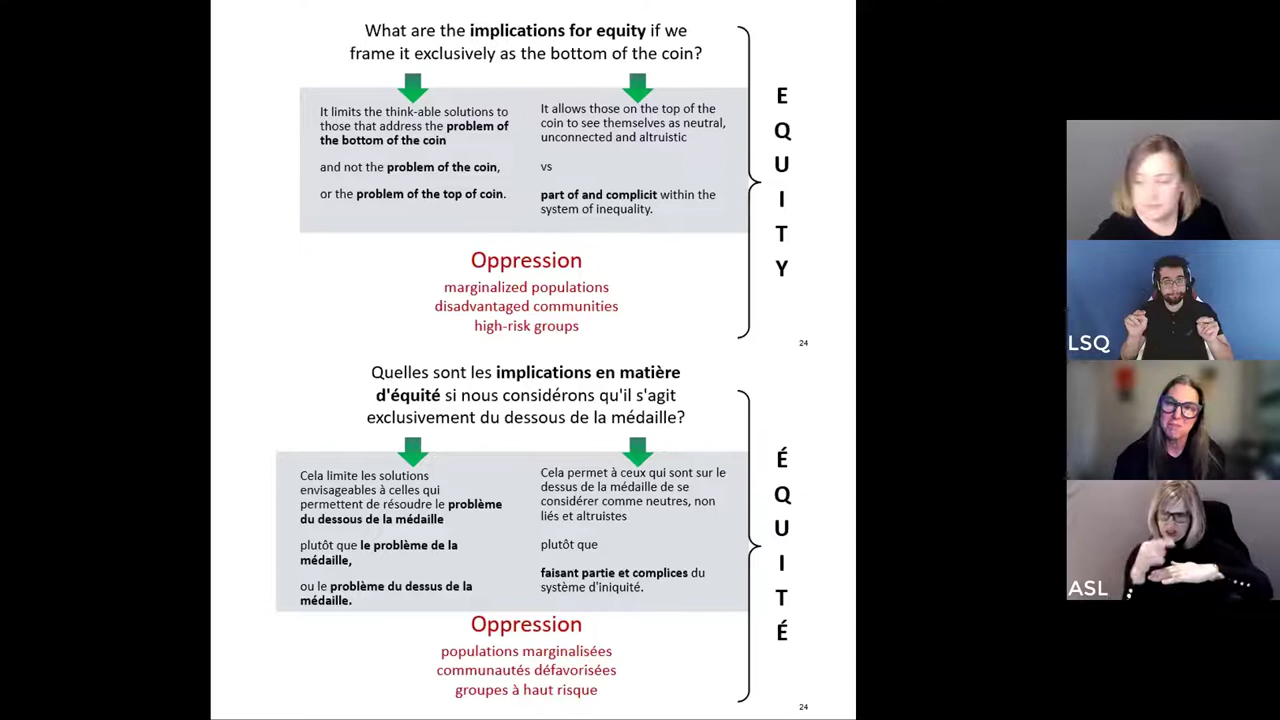 What are the implications for equity if we
frame it exclusively as the bottom of the coin?
It limits the think-able solutions to
those that address the problem of
the bottom of the coin
and not the problem of the coin,
or the problem of the top of coin.
It allows those on the top of the
coin to see themselves as neutral,
unconnected and altruistic
vs
part of and complicit within the
system of inequality.
Oppression
marginalized populations
disadvantaged communities
high-risk groups
E
Q
U
I
T
Y
24
Quelles sont les implications en matière
d'équité si nous considérons qu'il s'agit
exclusivement du dessous de la médaille?
Cela limite les solutions
envisageables à celles qui
permettent de résoudre le problème
du dessous de la médaille
plutôt que le problème de la
médaille,
ou le problème du dessus de la
médaille.
Cela permet à ceux qui sont sur le
dessus de la médaille de se
considérer comme neutres, non
liés et altruistes
plutôt que
faisant partie et complices du
système d'iniquité.
Oppression
populations marginalisées
communautés défavorisées
groupes à haut risque
É
Q
U
I
T
É
24
LSQ
ASL